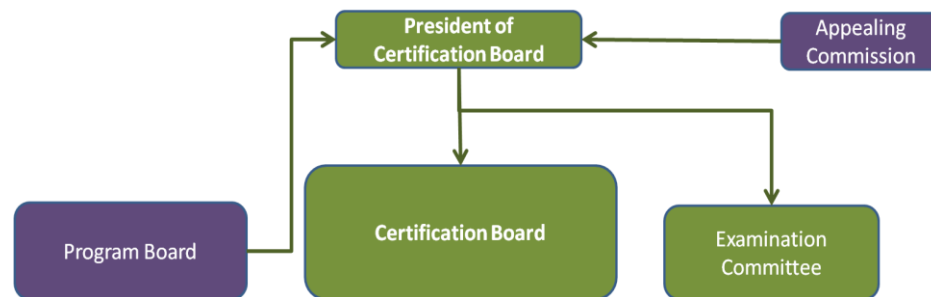 President of
Certification Board
Appealing
Commission
Program Board
Certification Board
Examination
Committee